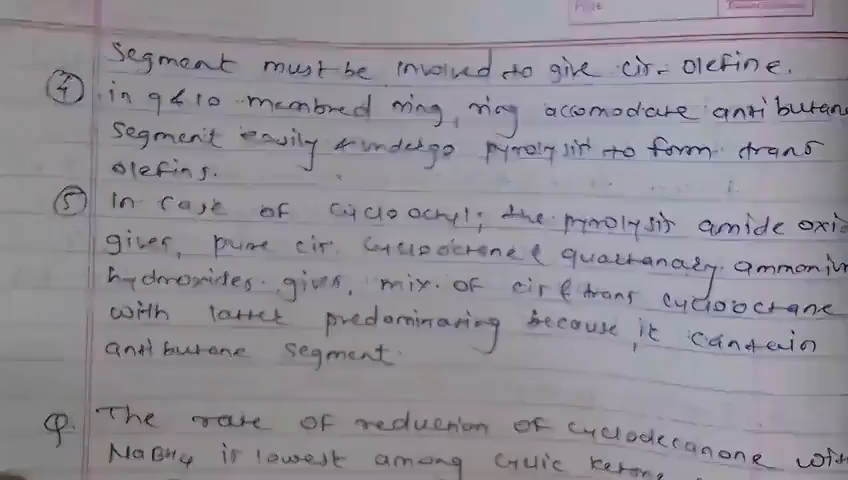 Segment must be involved to give cis-olefine.
④ in 9 & 10 membred ring, ring accomodate anti butane
segment easily & undergo pyrolysis to form trans
olefins.
⑤ In case of cyclooctyl; the pyrolysis amide oxi
gives, pure cis cyclooctene & quartanary ammonium
hydroxides gives, mix. of cis & trans cyclooctane
with latter predominating because, it contain
anti butane segment.
Q. The rate of reduction of cyclodecanone with
NaBH4 is lowest among cyclic ketone